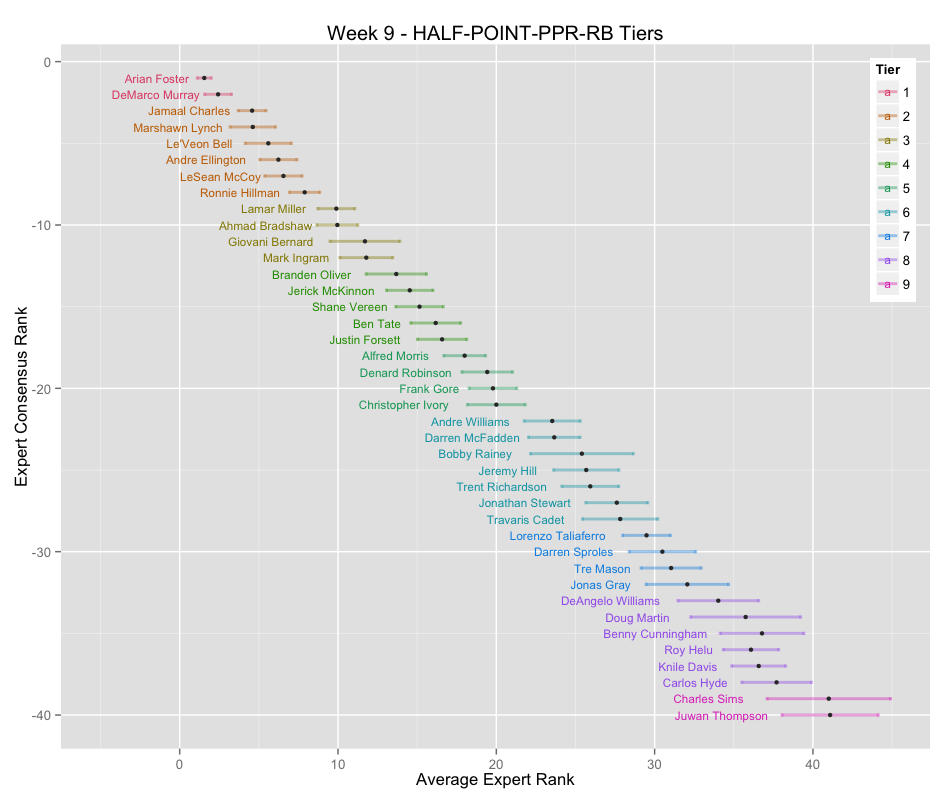 Week 9 - HALF-POINT-PPR-RB Tiers
Expert Consensus Rank
0
-10
-20
-30
-40
Arian Foster
DeMarco Murray
Jamaal Charles
Marshawn Lynch
Le'Veon Bell
Andre Ellington
LeSean McCoy
Ronnie Hillman
Lamar Miller
Ahmad Bradshaw
Giovani Bernard
Mark Ingram
Branden Oliver
Jerick McKinnon
Shane Vereen
Ben Tate
Justin Forsett
Alfred Morris
Denard Robinson
Frank Gore
Christopher Ivory
Andre Williams
Darren McFadden
Bobby Rainey
Jeremy Hill
Trent Richardson
Jonathan Stewart
Travaris Cadet
Lorenzo Taliaferro
Darren Sproles
Tre Mason
Jonas Gray
DeAngelo Williams
Doug Martin
Benny Cunningham
Roy Helu
Knile Davis
Carlos Hyde
Charles Sims
Juwan Thompson
Tier
a 1
a 2
a 3
a 4
a 5
a 6
a 7
a 8
a 9
0 10 20 30 40
Average Expert Rank